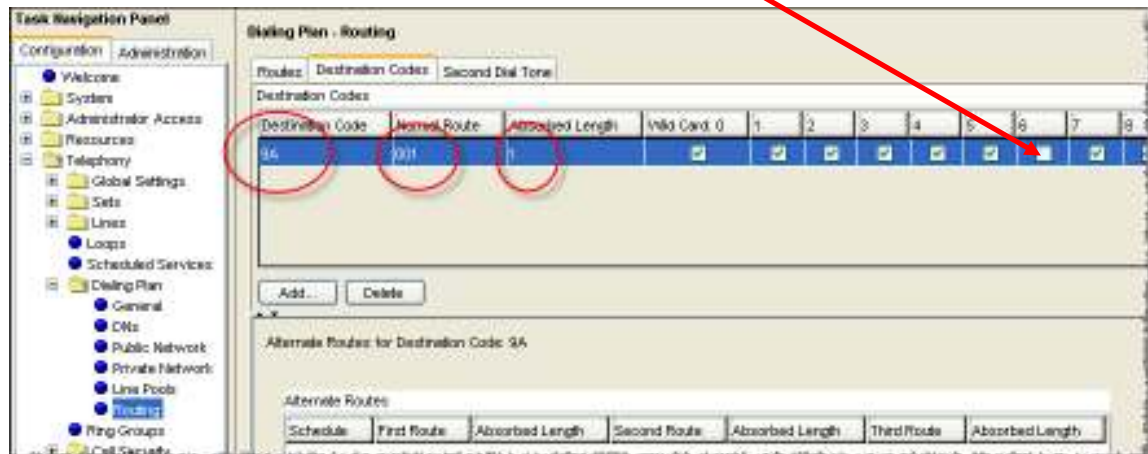 Task Navigation Panel
Configuration Administration
Welcome
System
Administrator Access
Resources
Telephony
Global Settings
Sets
Lines
Loops
Scheduled Services
Dialing Plan
General
DNs
Public Network
Private Network
Line Pools
Routing
Ring Groups
Call Security
Dialing Plan - Routing
Routes Destination Codes Second Dial Tone
Destination Codes
Destination Code Normal Route Absorbed Length Wild Card: 0 1 2 3 4 5 6 7 8
9A 001 1
Add... Delete
Alternate Routes for Destination Code: 9A
Alternate Routes
Schedule First Route Absorbed Length Second Route Absorbed Length Third Route Absorbed Length